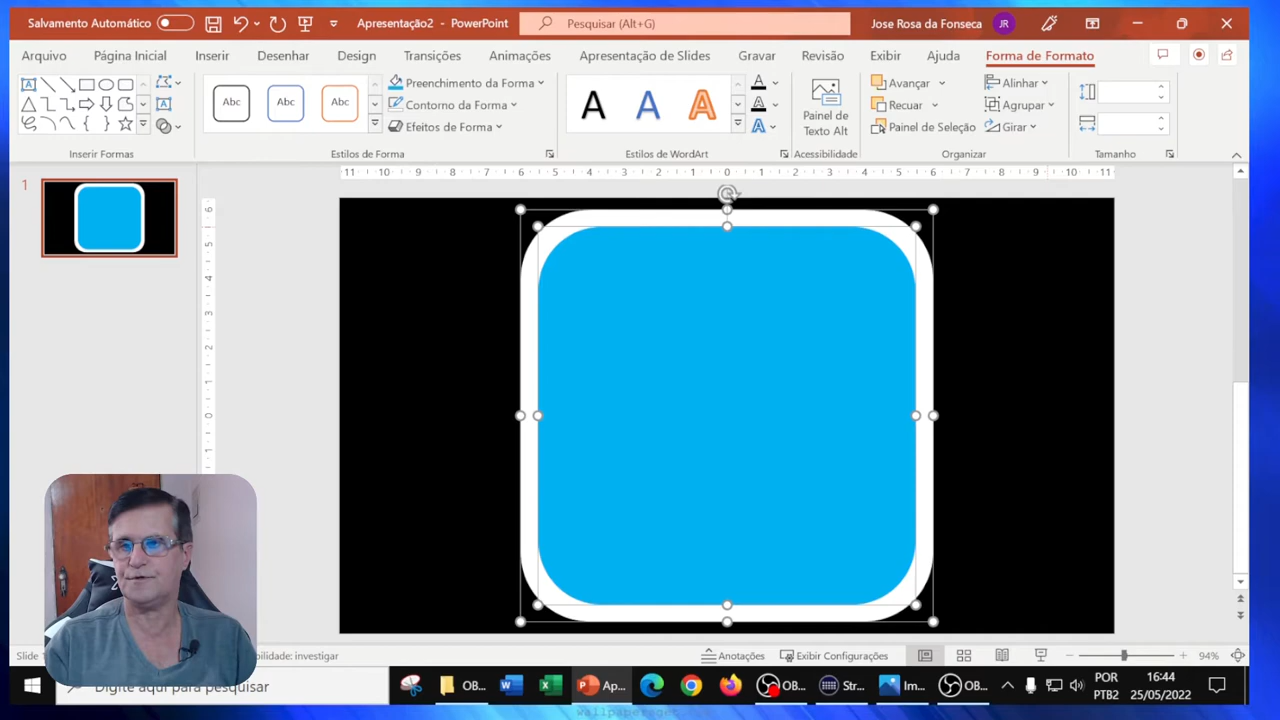 Salvamento Automático
Apresentação2 - PowerPoint
Pesquisar (Alt+G)
Jose Rosa da Fonseca
JR
Arquivo
Página Inicial
Inserir
Desenhar
Design
Transições
Animações
Apresentação de Slides
Gravar
Revisão
Exibir
Ajuda
Forma de Formato
Abc
Abc
Abc
Preenchimento da Forma
Contorno da Forma
Efeitos de Forma
A
A
A
Painel de
Texto Alt
Avançar
Recuar
Painel de Seleção
Alinhar
Agrupar
Girar
Inserir Formas
Estilos de Forma
Estilos de WordArt
Acessibilidade
Organizar
Tamanho
11 10 9 8 7 6 5 4 3 2 1 0 1 2 3 4 5 6 7 8 9 10 11
1
Slide
bilidade: investigar
Anotações
Exibir Configurações
94%
Digite aqui para pesquisar
OB...
Ap...
OB...
Str...
Im...
OB...
POR
PTB2
16:44
25/05/2022